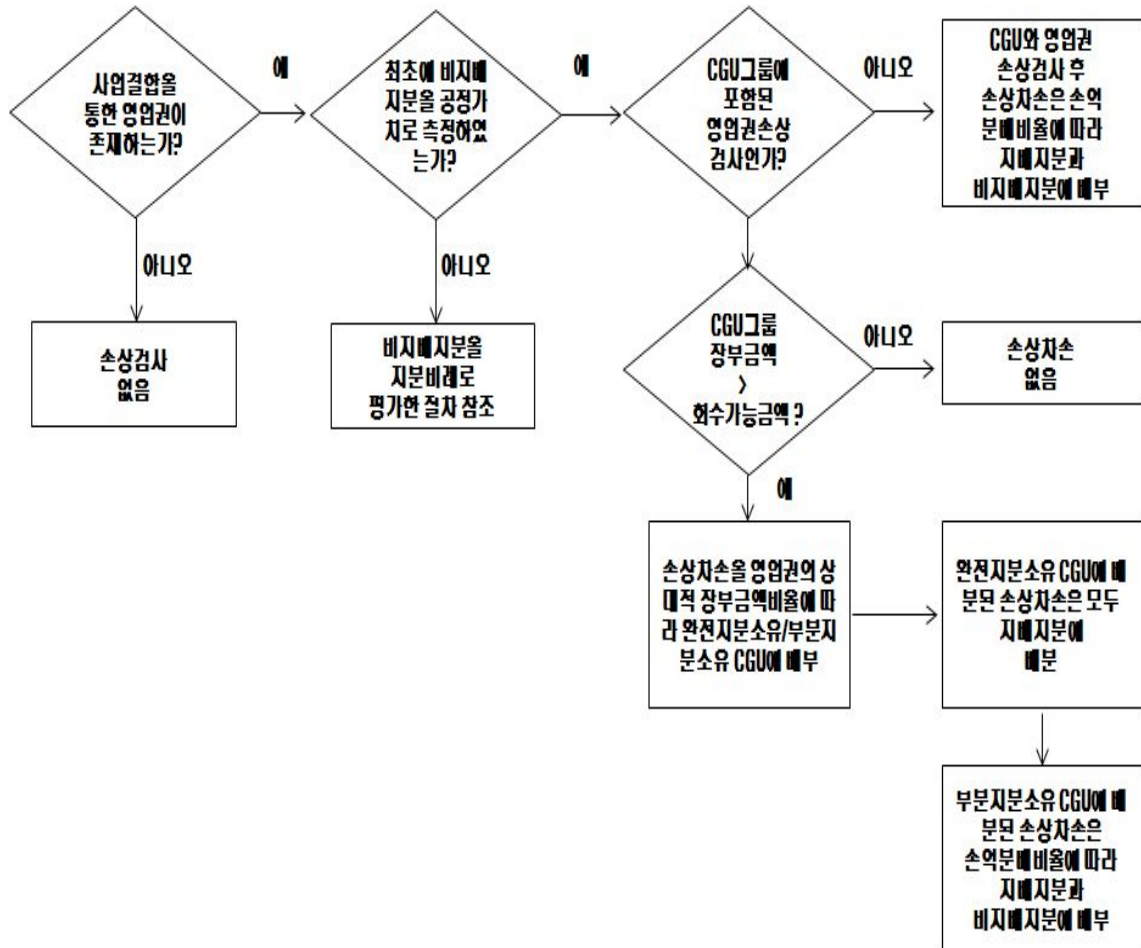 사업결합을
통한 영업권이
존재하는가?
예
최초에 비지배
지분을 공정가
치로 측정하였
는가?
예
CGU그룹에
포함된
영업권손상
검사인가?
아니오
CGU와 영업권
손상검사 후
손상차손은 손익
분배비율에 따라
지배지분과
비지배지분에 배부
아니오
손상검사
없음
아니오
비지배지분을
지분비례로
평가한 절차 참조
CGU그룹
장부금액
>
회수가능금액 ?
아니오
손상차손
없음
예
손상차손을 영업권의 상
대적 장부금액비율에 따
라 완전지분소유/부분지
분소유 CGU에 배부
완전지분소유 CGU에 배
분된 손상차손은 모두
지배지분에
배분
부분지분소유 CGU에 배
분된 손상차손은
손익분배비율에 따라
지배지분과
비지배지분에 배부